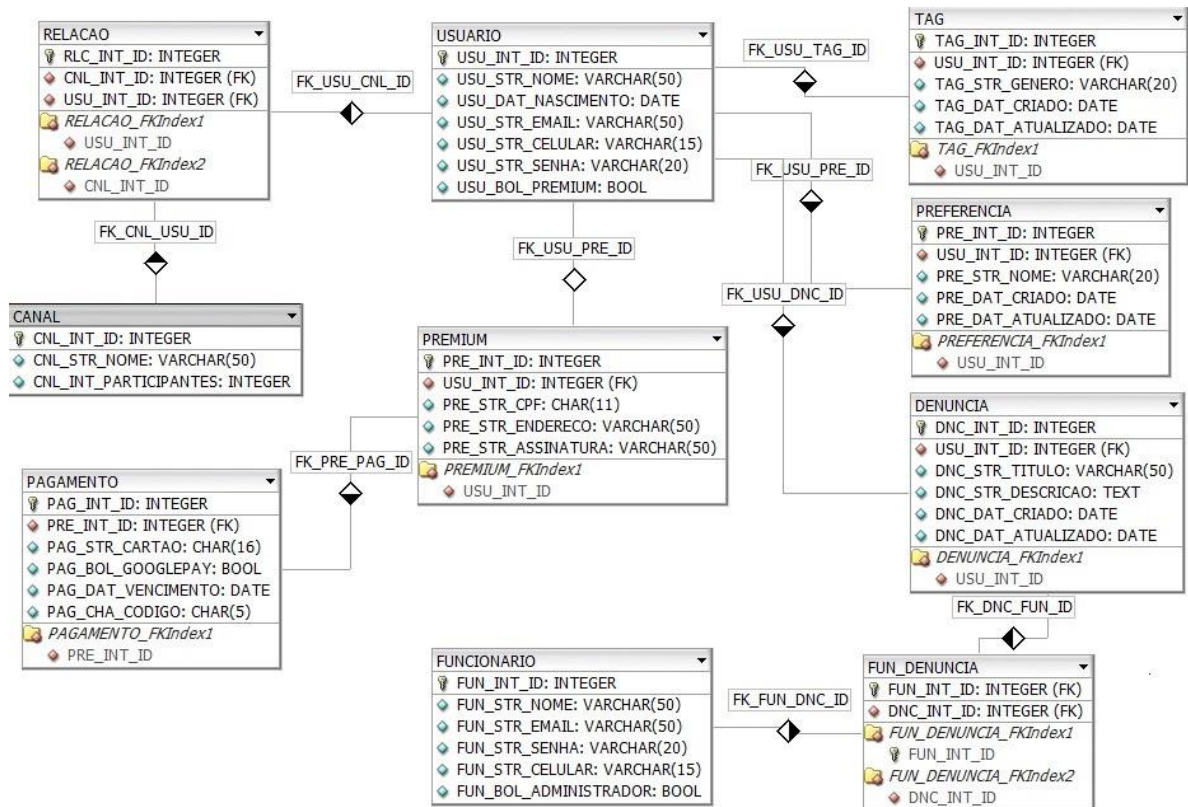 RELACAO
RLC_INT_ID: INTEGER
CNL_INT_ID: INTEGER (FK)
USU_INT_ID: INTEGER (FK)
RELACAO_FKIndex1
USU_INT_ID
RELACAO_FKIndex2
CNL_INT_ID
FK_USU_CNL_ID
USUARIO
USU_INT_ID: INTEGER
USU_STR_NOME: VARCHAR(50)
USU_DAT_NASCIMENTO: DATE
USU_STR_EMAIL: VARCHAR(50)
USU_STR_CELULAR: VARCHAR(15)
USU_STR_SENHA: VARCHAR(20)
USU_BOL_PREMIUM: BOOL
FK_USU_TAG_ID
TAG
TAG_INT_ID: INTEGER
USU_INT_ID: INTEGER (FK)
TAG_STR_GENERO: VARCHAR(20)
TAG_DAT_CRIADO: DATE
TAG_DAT_ATUALIZADO: DATE
TAG_FKIndex1
USU_INT_ID
FK_USU_PRE_ID
FK_CNL_USU_ID
FK_USU_PRE_ID
PREFERENCIA
PRE_INT_ID: INTEGER
USU_INT_ID: INTEGER (FK)
PRE_STR_NOME: VARCHAR(20)
PRE_DAT_CRIADO: DATE
PRE_DAT_ATUALIZADO: DATE
PREFERENCIA_FKIndex1
USU_INT_ID
FK_USU_DNC_ID
CANAL
CNL_INT_ID: INTEGER
CNL_STR_NOME: VARCHAR(50)
CNL_INT_PARTICIPANTES: INTEGER
PREMIUM
PRE_INT_ID: INTEGER
USU_INT_ID: INTEGER (FK)
PRE_STR_CPF: CHAR(11)
PRE_STR_ENDERECO: VARCHAR(50)
PRE_STR_ASSINATURA: VARCHAR(50)
PREMIUM_FKIndex1
USU_INT_ID
FK_PRE_PAG_ID
DENUNCIA
DNC_INT_ID: INTEGER
USU_INT_ID: INTEGER (FK)
DNC_STR_TITULO: VARCHAR(50)
DNC_STR_DESCRICAO: TEXT
DNC_DAT_CRIADO: DATE
DNC_DAT_ATUALIZADO: DATE
DENUNCIA_FKIndex1
USU_INT_ID
PAGAMENTO
PAG_INT_ID: INTEGER
PRE_INT_ID: INTEGER (FK)
PAG_STR_CARTAO: CHAR(16)
PAG_BOL_GOOGLEPAY: BOOL
PAG_DAT_VENCIMENTO: DATE
PAG_CHA_CODIGO: CHAR(5)
PAGAMENTO_FKIndex1
PRE_INT_ID
FK_DNC_FUN_ID
FUNCIONARIO
FUN_INT_ID: INTEGER
FUN_STR_NOME: VARCHAR(50)
FUN_STR_EMAIL: VARCHAR(50)
FUN_STR_SENHA: VARCHAR(20)
FUN_STR_CELULAR: VARCHAR(15)
FUN_BOL_ADMINISTRADOR: BOOL
FK_FUN_DNC_ID
FUN_DENUNCIA
FUN_INT_ID: INTEGER (FK)
DNC_INT_ID: INTEGER (FK)
FUN_DENUNCIA_FKIndex1
FUN_INT_ID
FUN_DENUNCIA_FKIndex2
DNC_INT_ID